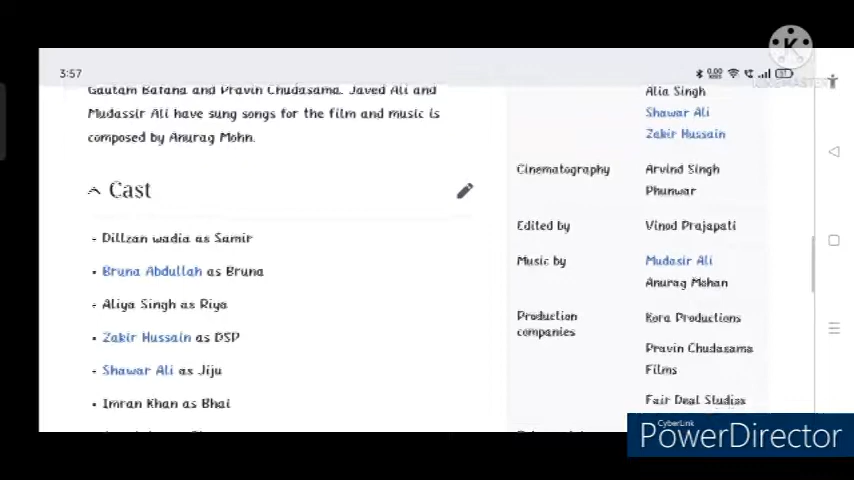 3:57
Gautam Bafana and Pravin Chudasama. Javed Ali and
Mudassir Ali have sung songs for the film and music is
composed by Anurag Mohn.
Cast
- Dillzan wadia as Samir
- Bruna Abdullah as Bruna
- Aliya Singh as Riya
- Zakir Hussain as DSP
- Shawar Ali as Jiju
- Imran Khan as Bhai
Alia Singh
Shawar Ali
Zakir Hussain
Cinematography
Arvind Singh
Phunwar
Edited by
Vinod Prajapati
Music by
Mudasir Ali
Anurag Mohan
Production
companies
Kora Productions
Pravin Chudasama
Films
Fair Deal Studios
CyberLink
PowerDirector